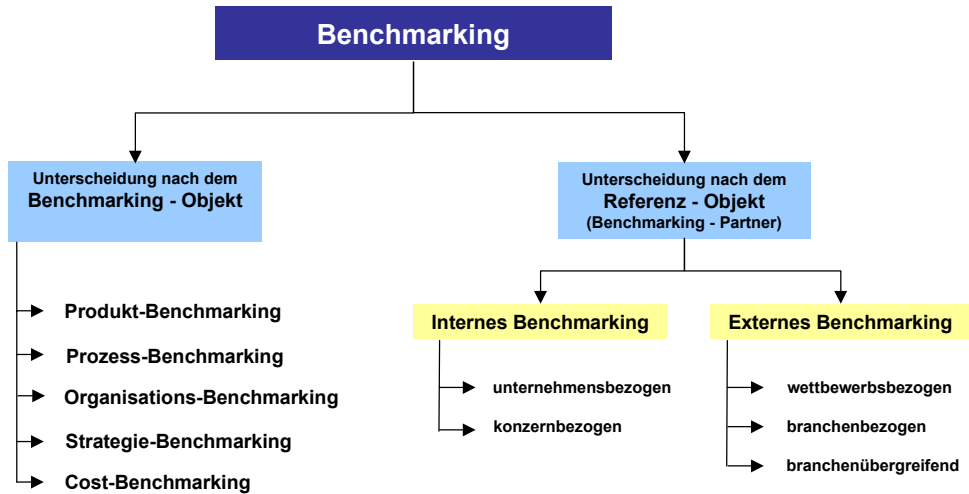 Benchmarking
Unterscheidung nach dem
Benchmarking - Objekt
Produkt-Benchmarking
Prozess-Benchmarking
Organisations-Benchmarking
Strategie-Benchmarking
Cost-Benchmarking
Unterscheidung nach dem
Referenz - Objekt
(Benchmarking - Partner)
Internes Benchmarking
unternehmensbezogen
konzernbezogen
Externes Benchmarking
wettbewerbsbezogen
branchenbezogen
branchenübergreifend